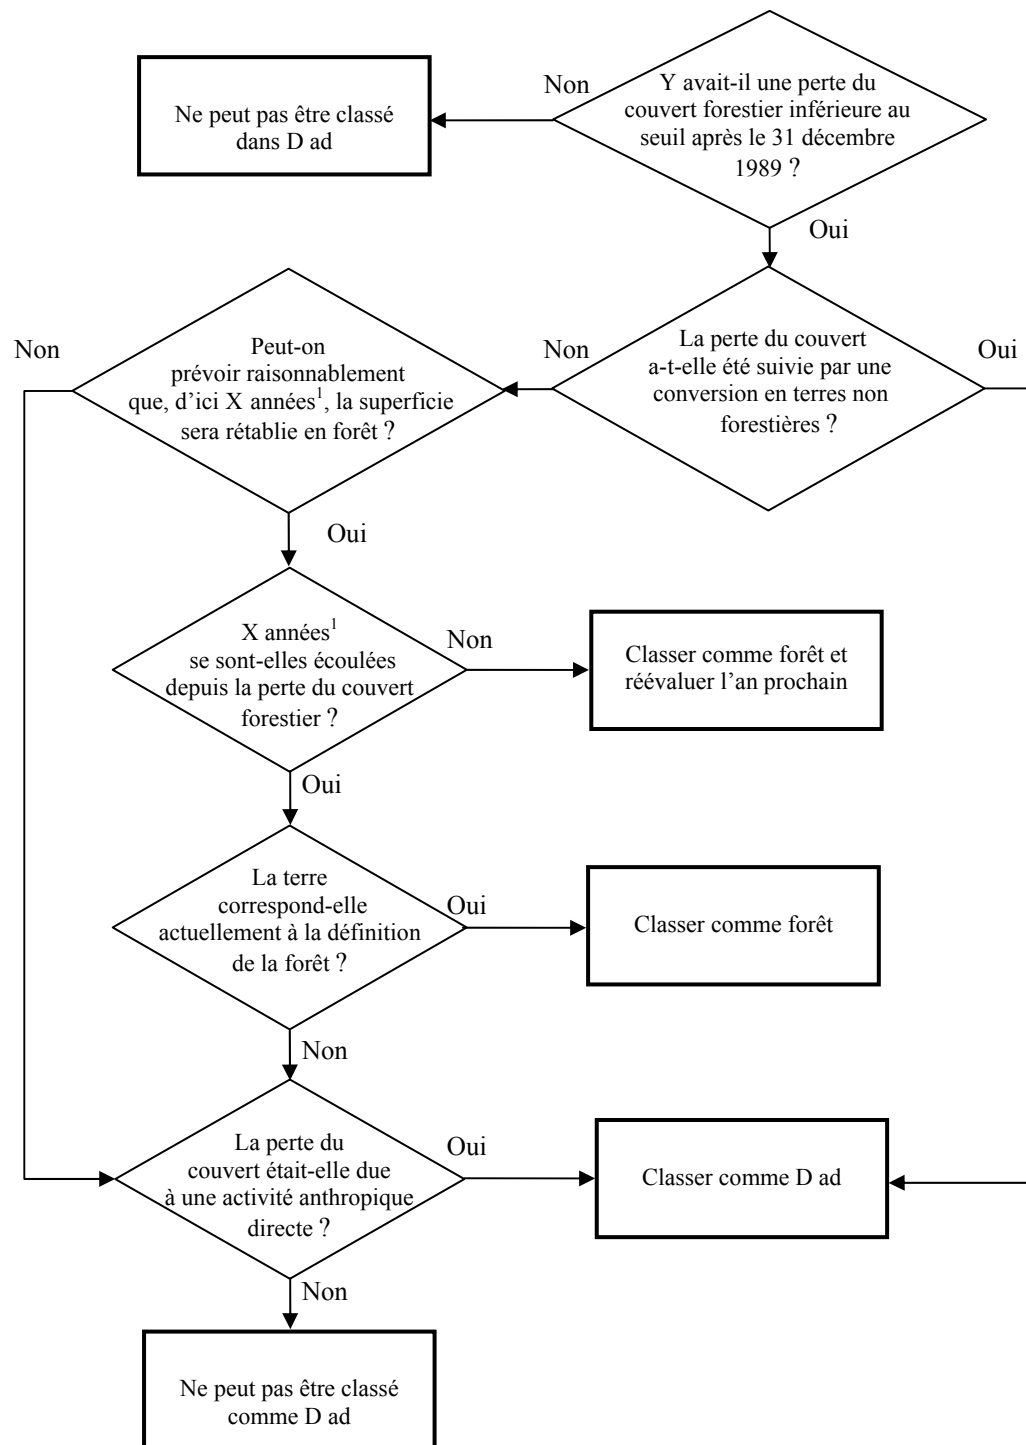 Y avait-il une perte du
couvert forestier inférieure au
seuil après le 31 décembre
1989 ?
Non
Ne peut pas être classé
dans D ad
Oui
La perte du couvert
a-t-elle été suivie par une
conversion en terres non
forestières ?
Oui
Non
Peut-on
prévoir raisonnablement
que, d'ici X années¹, la superficie
sera rétablie en forêt ?
Non
Oui
X années¹
se sont-elles écoulées
depuis la perte du couvert
forestier ?
Non
Classer comme forêt et
réévaluer l’an prochain
Oui
La terre
correspond-elle
actuellement à la définition
de la forêt ?
Oui
Classer comme forêt
Non
La perte du
couvert était-elle due
à une activité anthropique
directe ?
Oui
Classer comme D ad
Non
Ne peut pas être classé
comme D ad